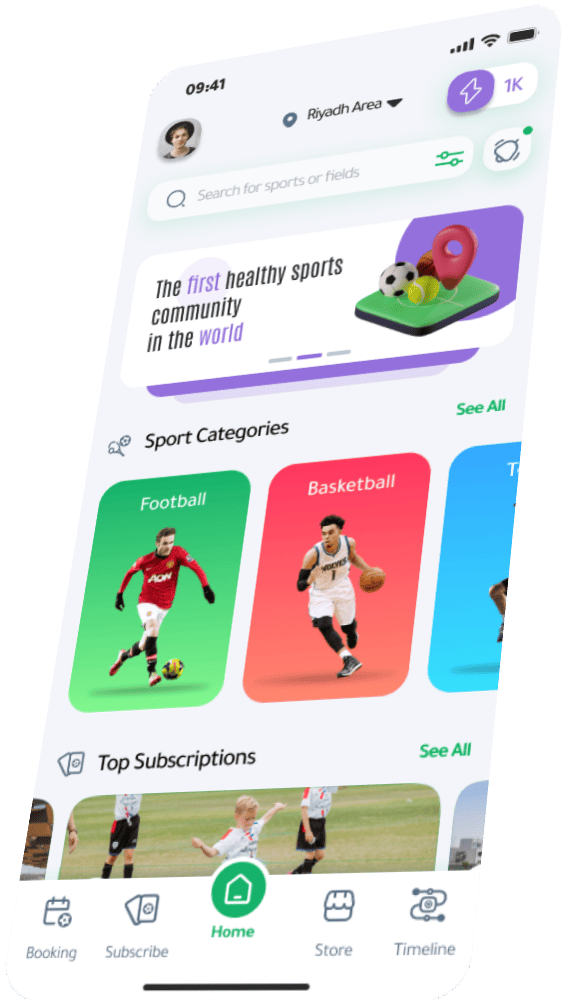 09:41
Riyadh Area
1K
Search for sports or fields
The first healthy sports
community
in the world
Sport Categories
See All
Football
Basketball
AON
WOLVES
1
Top Subscriptions
See All
Booking
Subscribe
Home
Store
Timeline